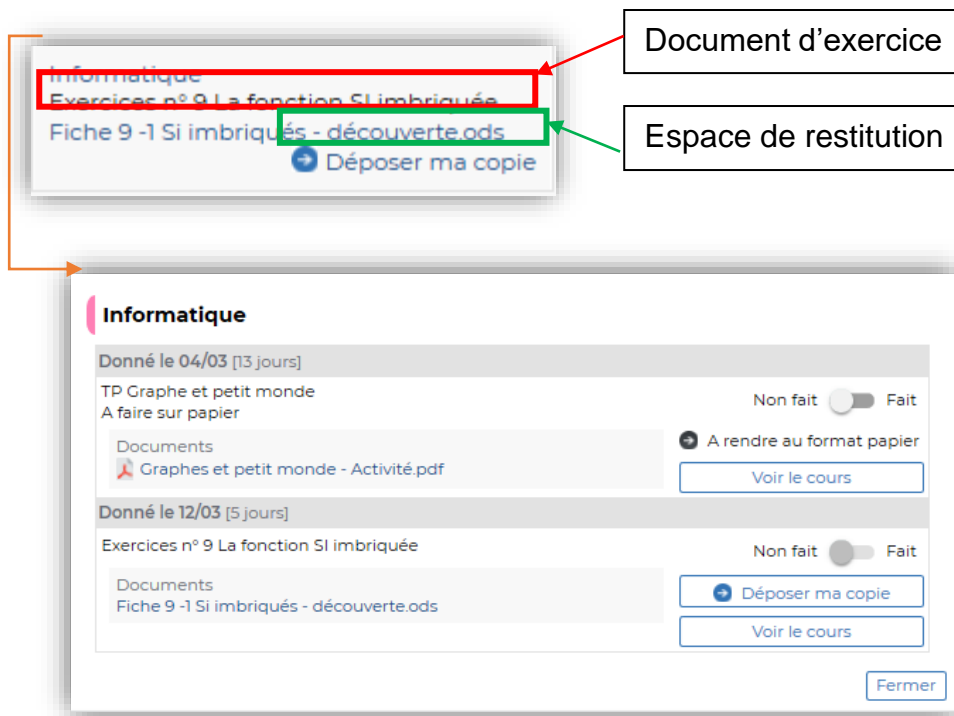 Document d'exercice
Informatique
Exercices n° 9 La fonction SI imbriquée
Fiche 9 -1 Si imbriqués - découverte.ods
Déposer ma copie
Espace de restitution
Informatique
Donné le 04/03 [13 jours]
TP Graphe et petit monde
A faire sur papier
Non fait Fait
Documents
Graphes et petit monde - Activité.pdf
A rendre au format papier
Voir le cours
Donné le 12/03 [5 jours]
Exercices n° 9 La fonction SI imbriquée
Non fait Fait
Documents
Fiche 9 -1 Si imbriqués - découverte.ods
Déposer ma copie
Voir le cours
Fermer